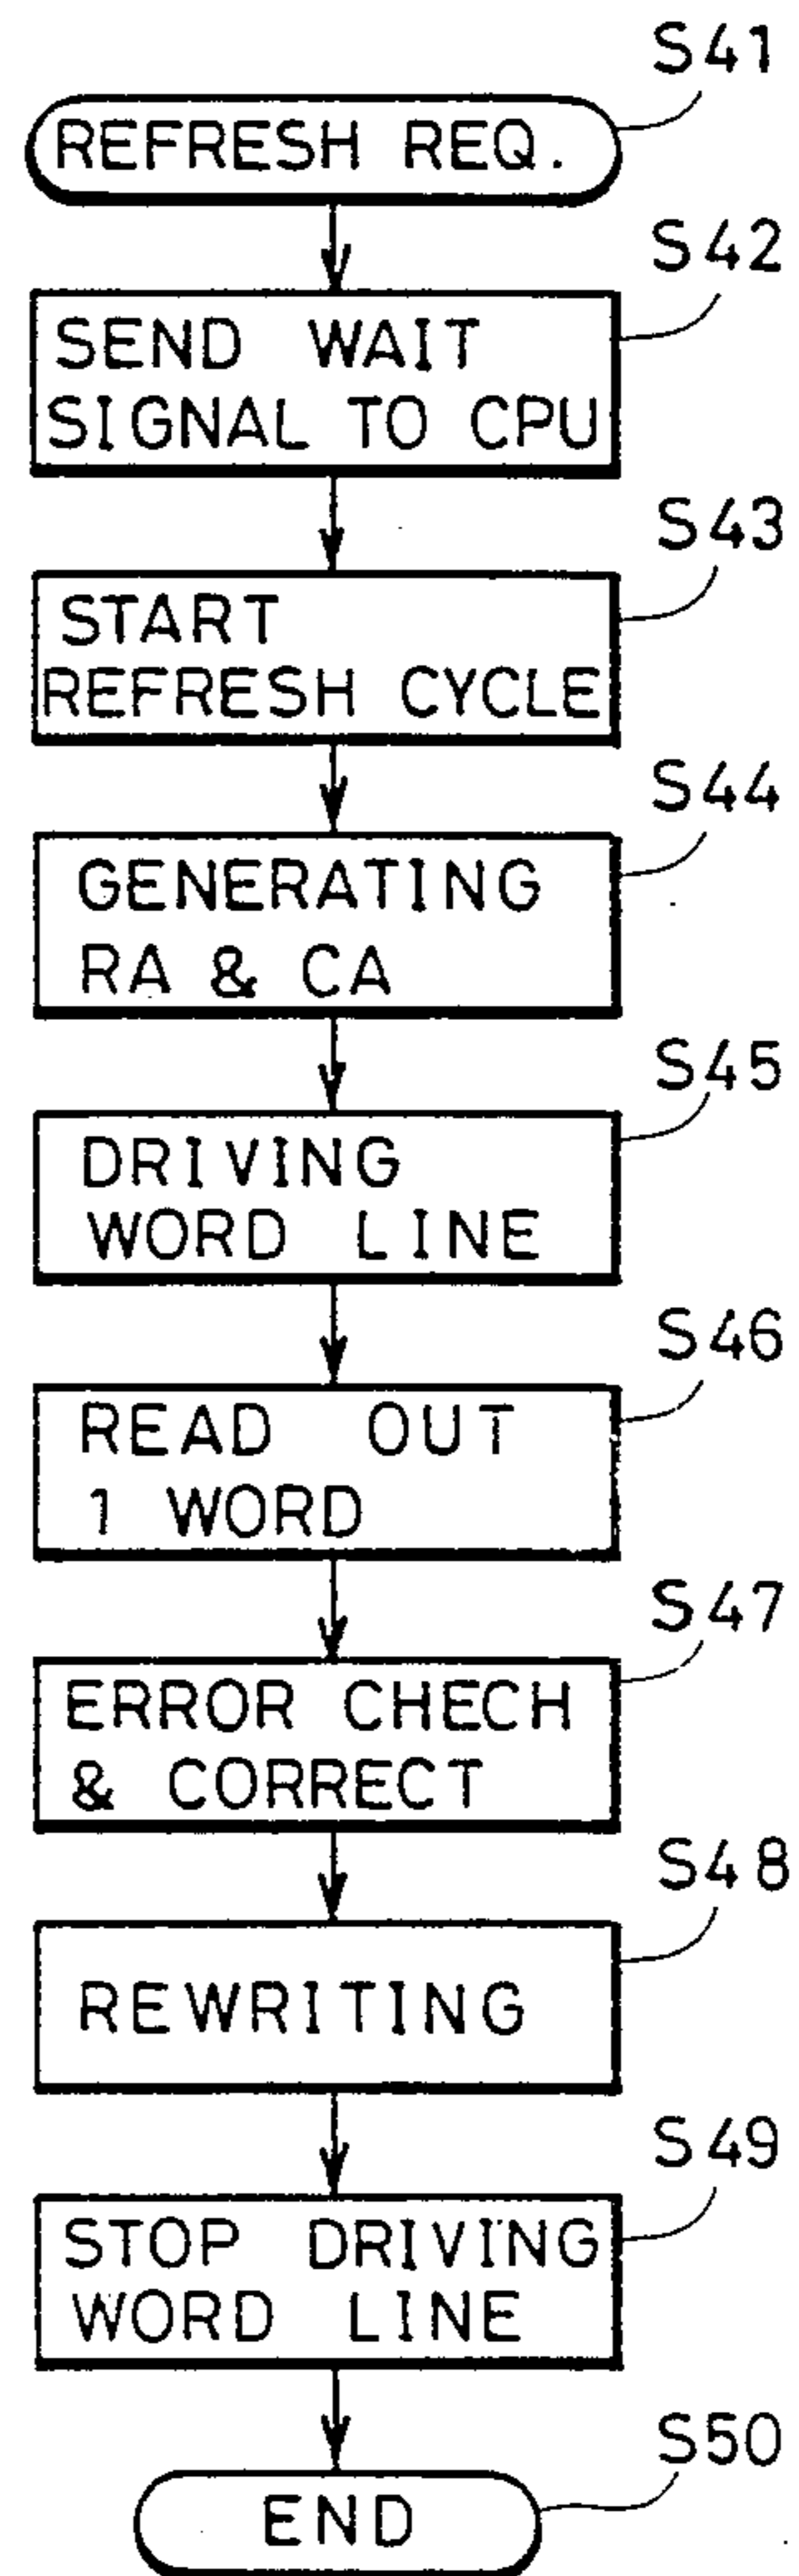 S41
REFRESH REQ.
S42
SEND WAIT
SIGNAL TO CPU
S43
START
REFRESH CYCLE
S44
GENERATING
RA & CA
S45
DRIVING
WORD LINE
S46
READ OUT
1 WORD
S47
ERROR CHECH
& CORRECT
S48
REWRITING
S49
STOP DRIVING
WORD LINE
S50
END